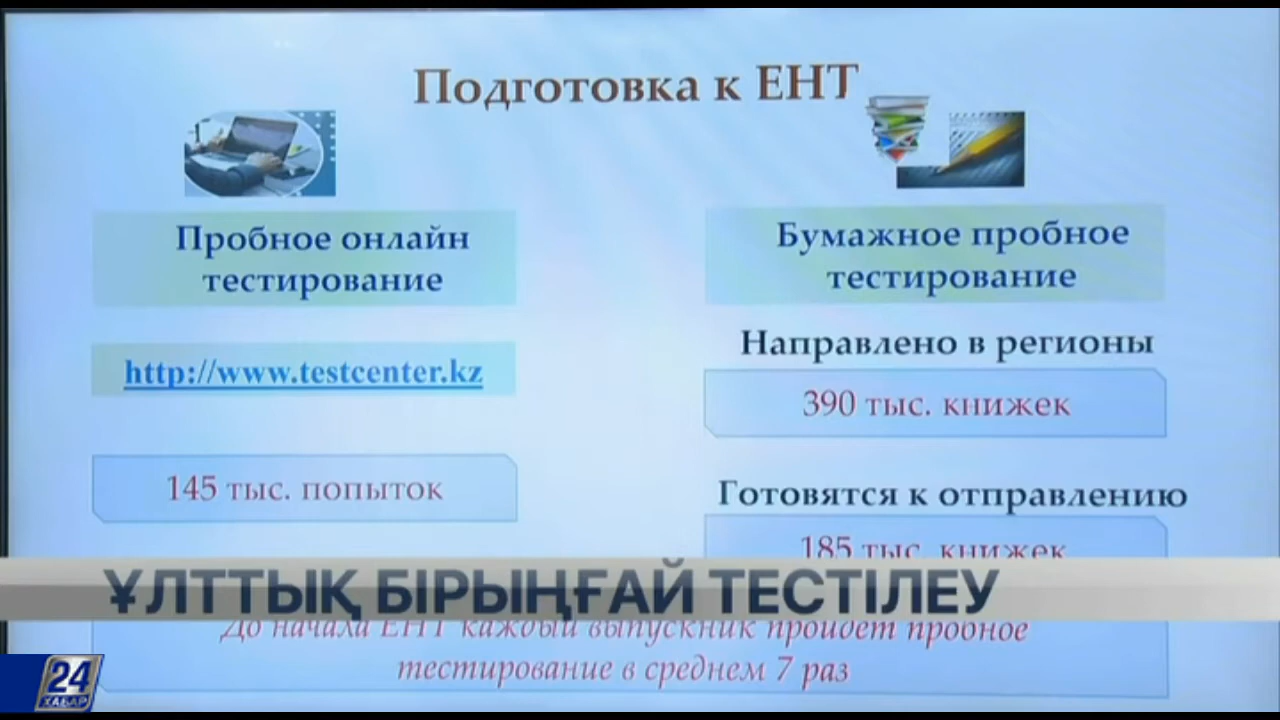 Подготовка к ЕНТ
Пробное онлайн
тестирование
http://www.testcenter.kz
145 тыс. попыток
Бумажное пробное
тестирование
Направлено в регионы
390 тыс. книжек
Готовятся к отправлению
185 тыс. книжек
ҰЛТТЫҚ БІРЫҢҒАЙ ТЕСТІЛЕУ
До начала ЕНТ каждый выпускник пройдет пробное
тестирование в среднем 7 раз
24
ХАБАР